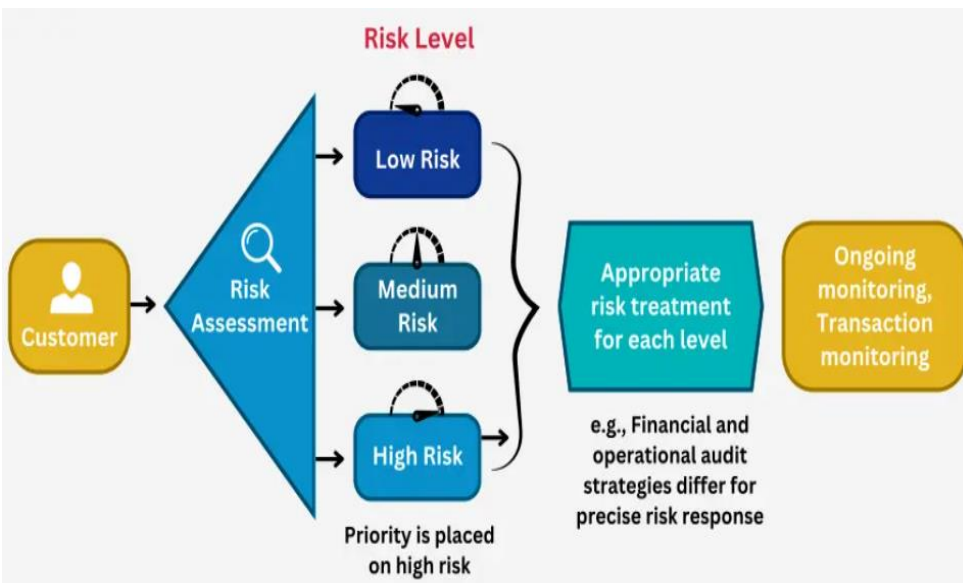 Risk Level
Customer
Risk
Assessment
Low Risk
Medium
Risk
High Risk
Priority is placed
on high risk
Appropriate
risk treatment
for each level
e.g., Financial and
operational audit
strategies differ for
precise risk response
Ongoing
monitoring,
Transaction
monitoring